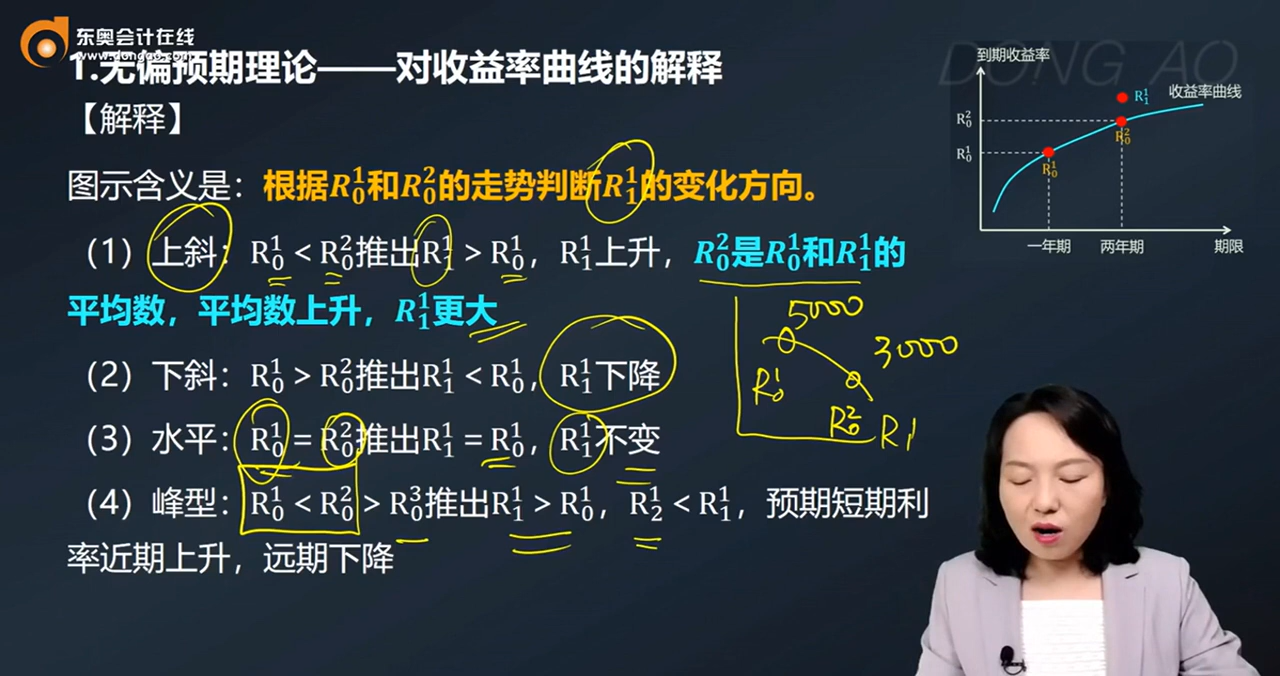 东奥会计在线
www.dongao.com
DONG AO
1.无偏预期理论——对收益率曲线的解释
【解释】
图示含义是：根据R₀¹和R₀²的走势判断R₁¹的变化方向。
（1）上斜：R₀¹＜R₀²推出R₁¹＞R₀¹，R₁¹上升，R₀²是R₀¹和R₁¹的
平均数，平均数上升，R₁¹更大
（2）下斜：R₀¹＞R₀²推出R₁¹＜R₀¹，R₁¹下降
（3）水平：R₀¹＝R₀²推出R₁¹＝R₀¹，R₁¹不变
（4）峰型：R₀¹＜R₀²＞R₀³推出R₁¹＞R₀¹，R₂¹＜R₁¹，预期短期利
率近期上升，远期下降
到期收益率
R₁¹
收益率曲线
R₀²
R₀²
R₀¹
R₀¹
一年期 两年期 期限
5000
3000
R₀¹
R₀²
R₁¹